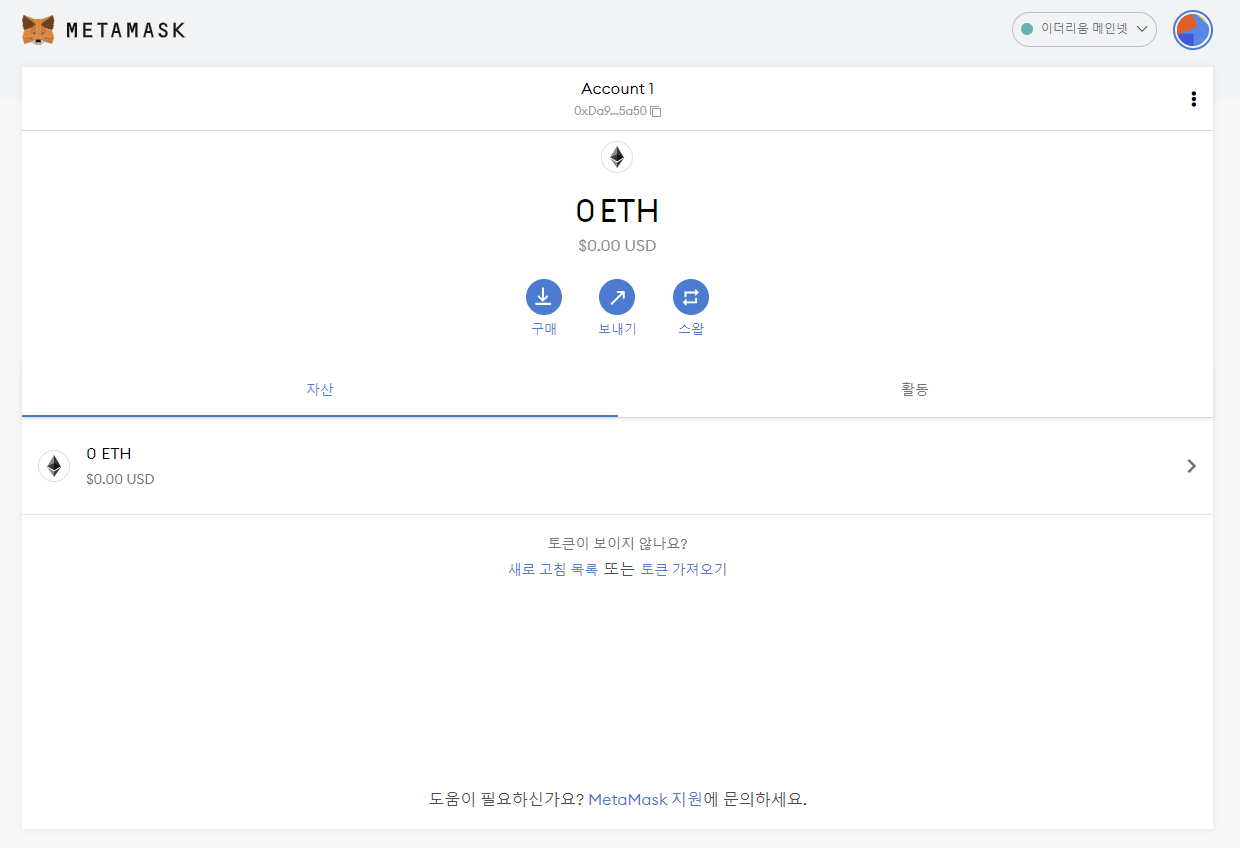 METAMASK
이더리움 메인넷
Account 1
0xDa9...5a50
0 ETH
$0.00 USD
구매 보내기 스왑
자산 활동
0 ETH
$0.00 USD
토큰이 보이지 않나요?
새로 고침 목록 또는 토큰 가져오기
도움이 필요하신가요? MetaMask 지원에 문의하세요.